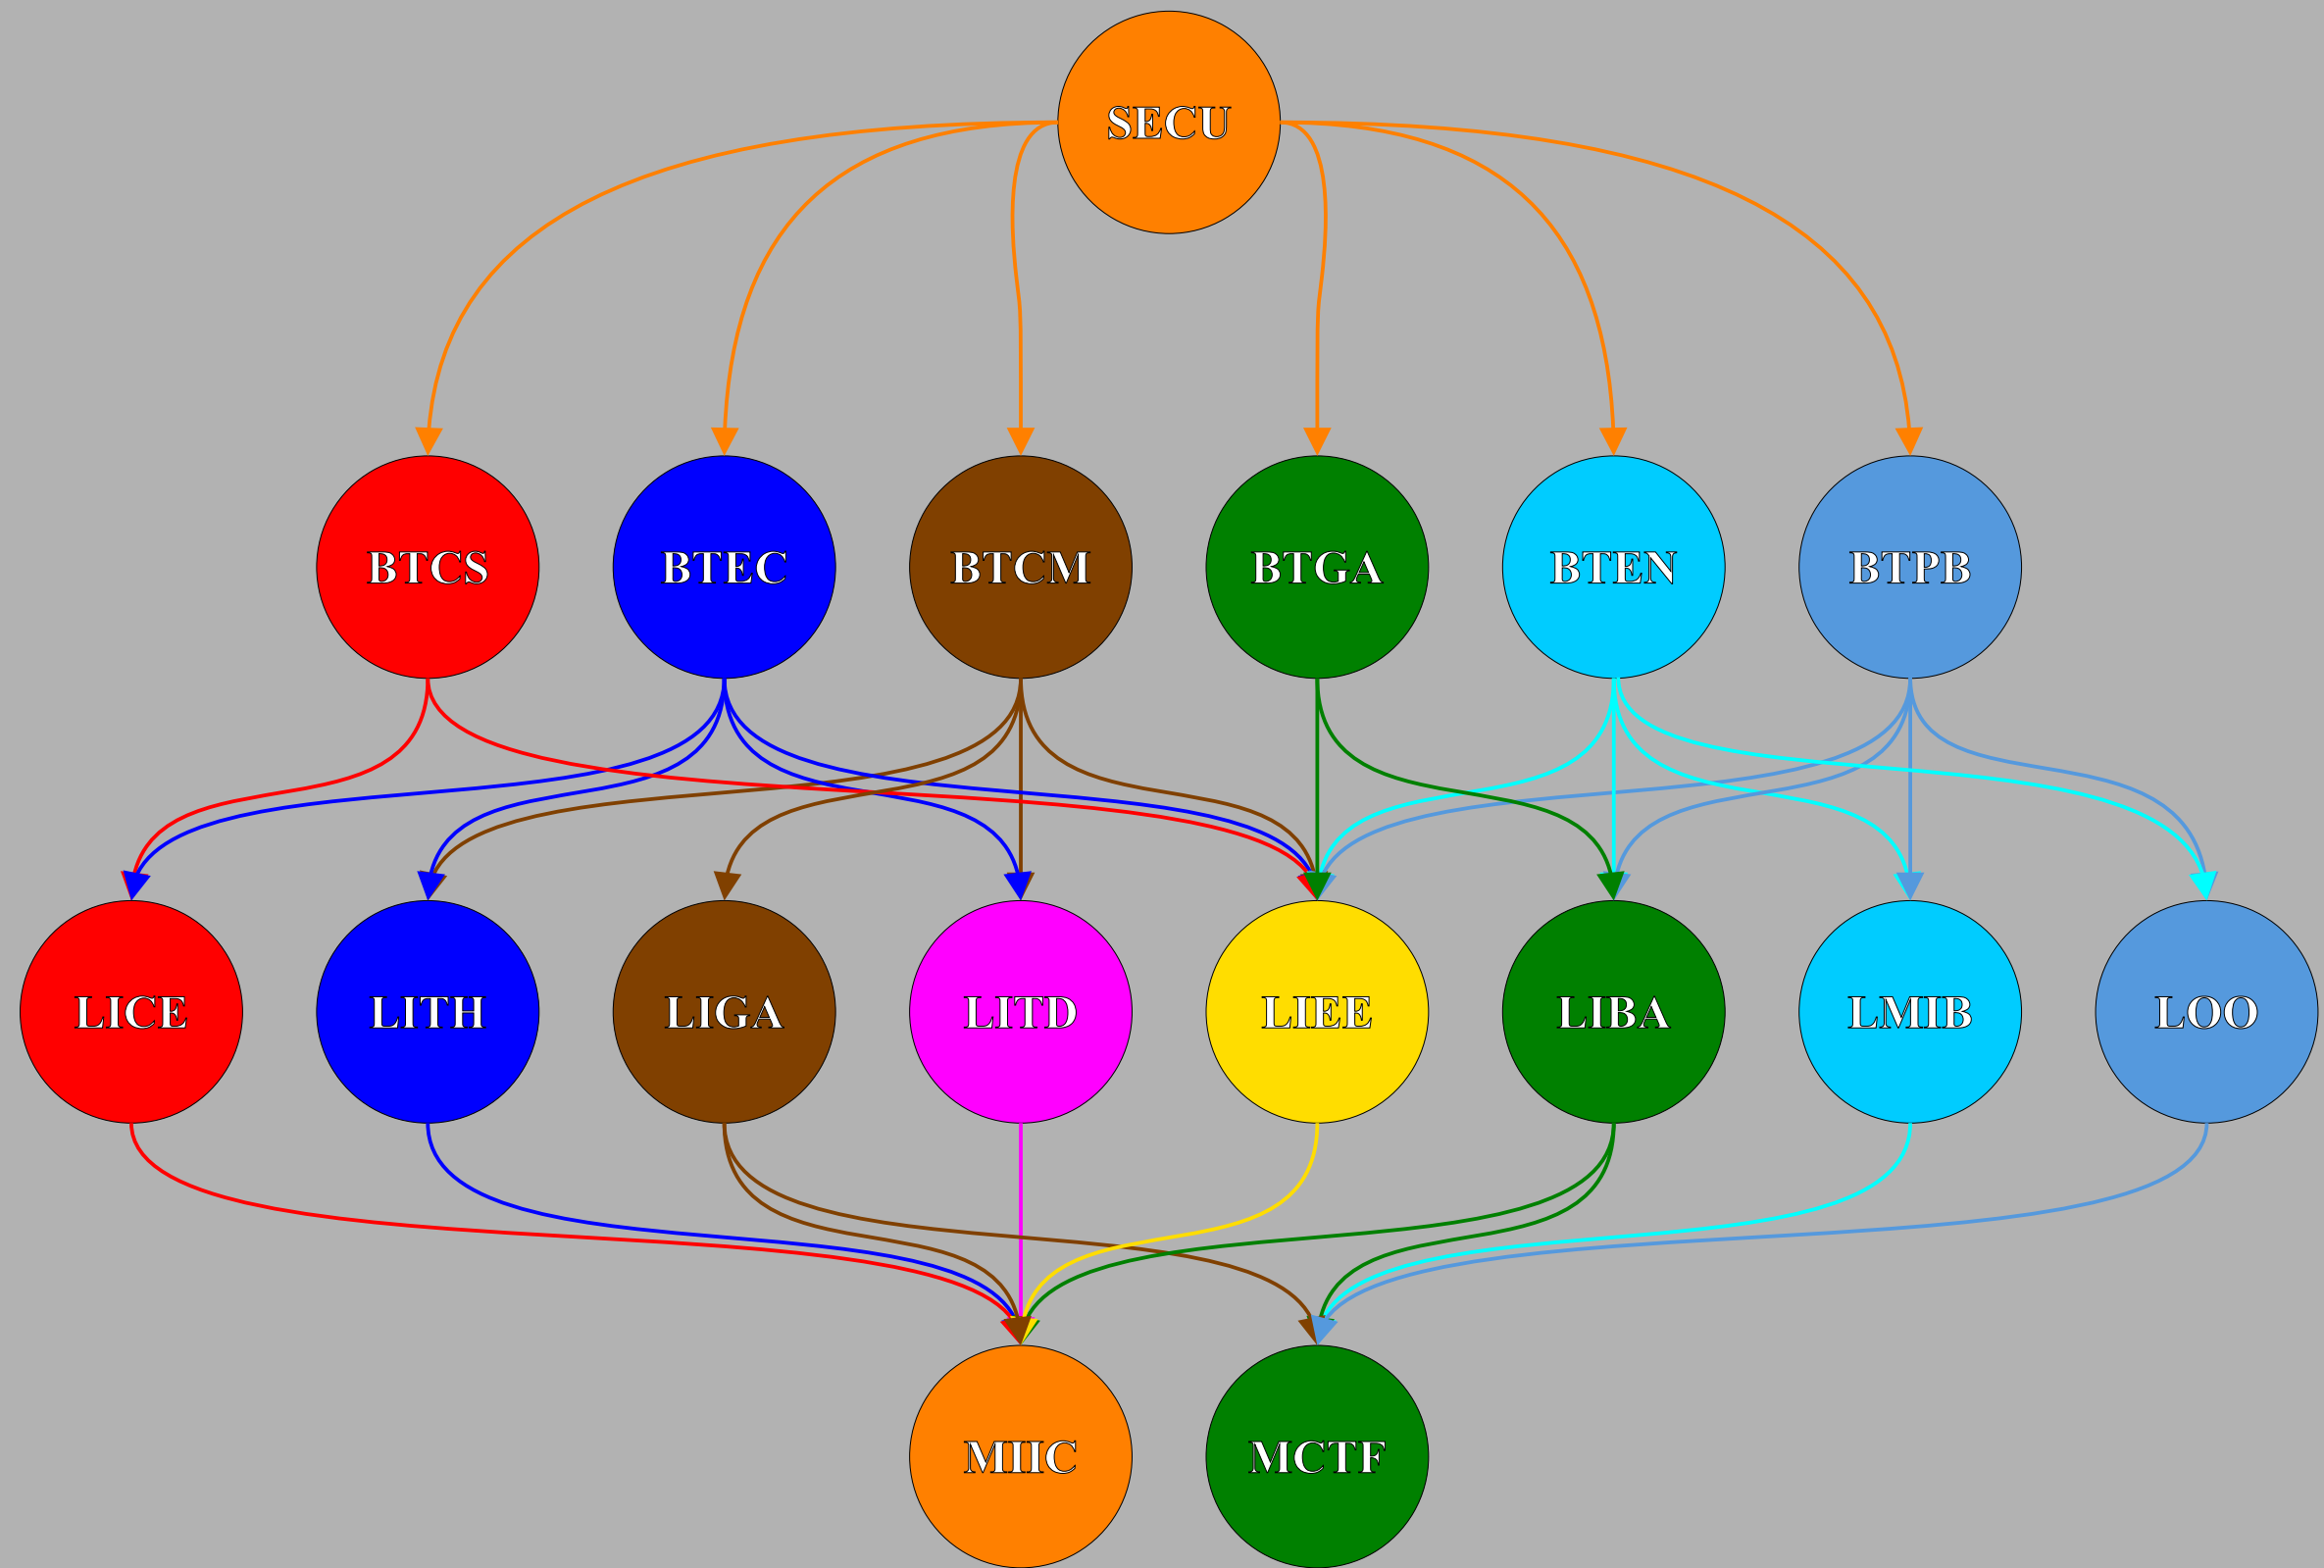 SECU
BTCS
BTEC
BTCM
BTGA
BTEN
BTPB
LICE
LITH
LIGA
LITD
LIEE
LIBA
LMIB
LOO
MIIC
MCTF